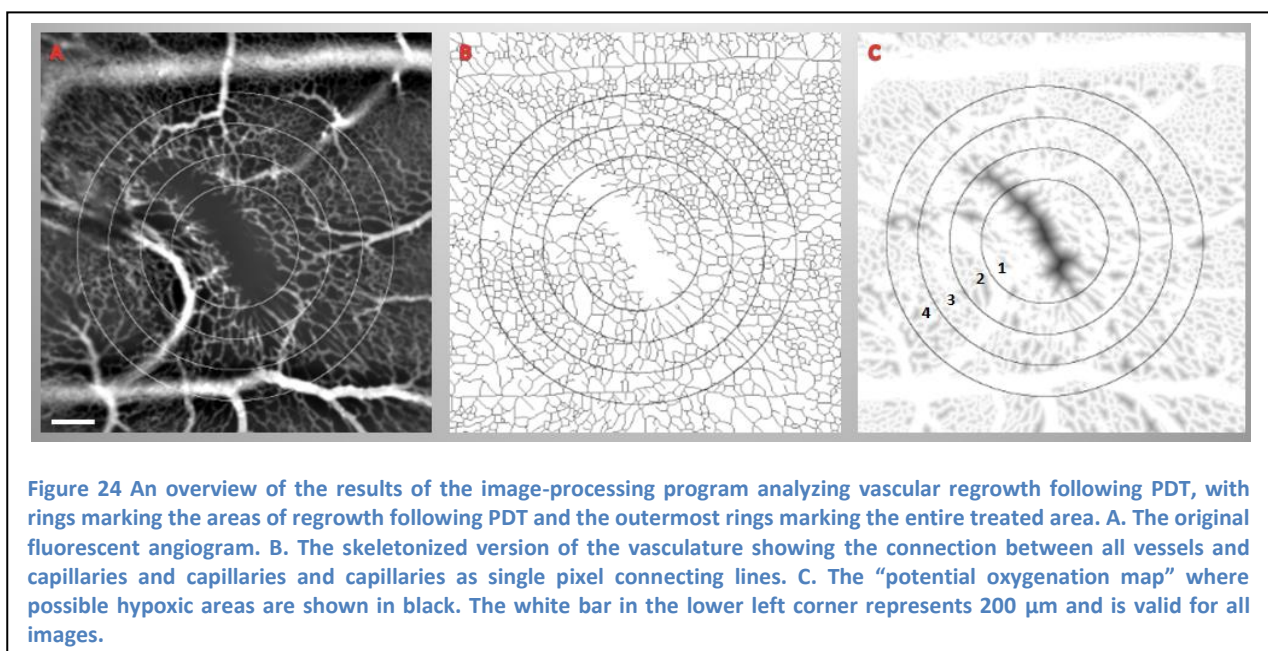 A
B
C
1
2
3
4
Figure 24 An overview of the results of the image-processing program analyzing vascular regrowth following PDT, with
rings marking the areas of regrowth following PDT and the outermost rings marking the entire treated area. A. The original
fluorescent angiogram. B. The skeletonized version of the vasculature showing the connection between all vessels and
capillaries and capillaries and capillaries as single pixel connecting lines. C. The “potential oxygenation map” where
possible hypoxic areas are shown in black. The white bar in the lower left corner represents 200 µm and is valid for all
images.